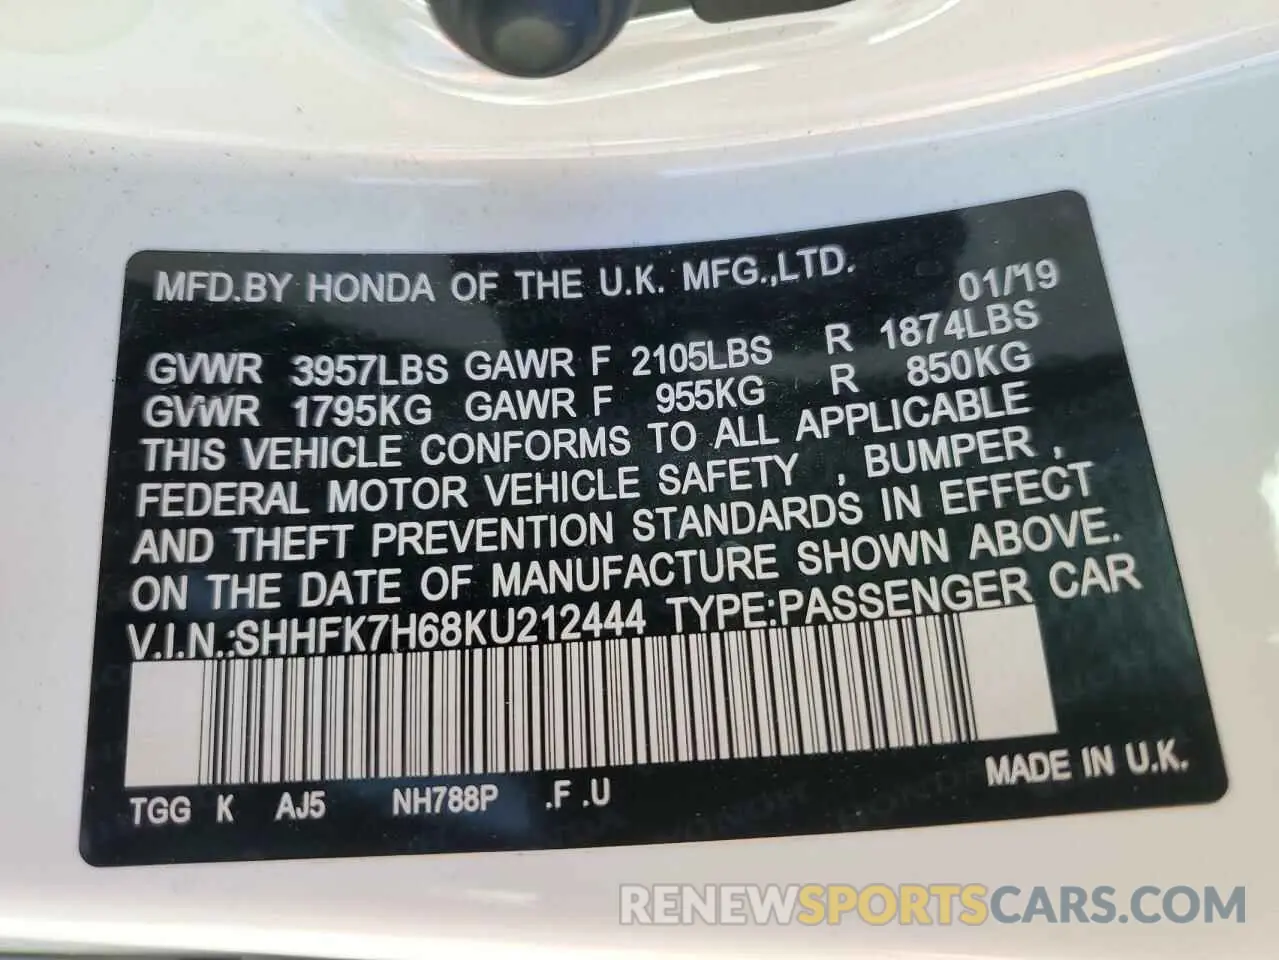 MFD.BY HONDA OF THE U.K. MFG.,LTD. 01/'19
GVWR 3957LBS GAWR F 2105LBS R 1874LBS
GVWR 1795KG GAWR F 955KG R 850KG
THIS VEHICLE CONFORMS TO ALL APPLICABLE
FEDERAL MOTOR VEHICLE SAFETY , BUMPER ,
AND THEFT PREVENTION STANDARDS IN EFFECT
ON THE DATE OF MANUFACTURE SHOWN ABOVE.
V.I.N.:SHHFK7H68KU212444 TYPE:PASSENGER CAR
TGG K AJ5 NH788P .F .U MADE IN U.K.
RENEWSPORTSCARS.COM